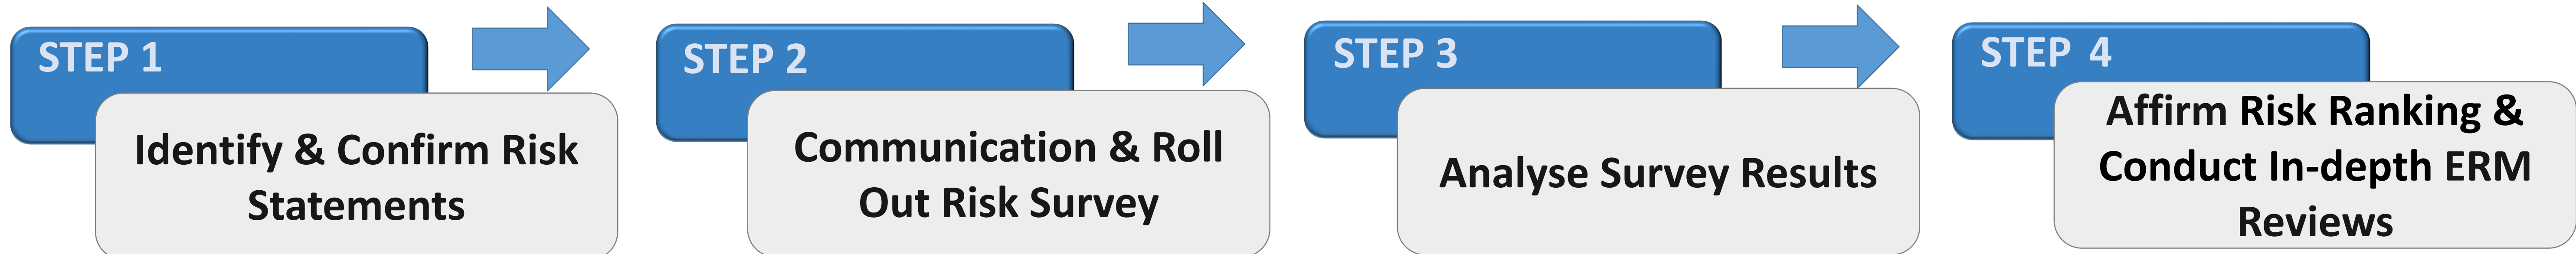 STEP 1
Identify & Confirm Risk
Statements
STEP 2
Communication & Roll
Out Risk Survey
STEP 3
Analyse Survey Results
STEP 4
Affirm Risk Ranking &
Conduct In-depth ERM
Reviews